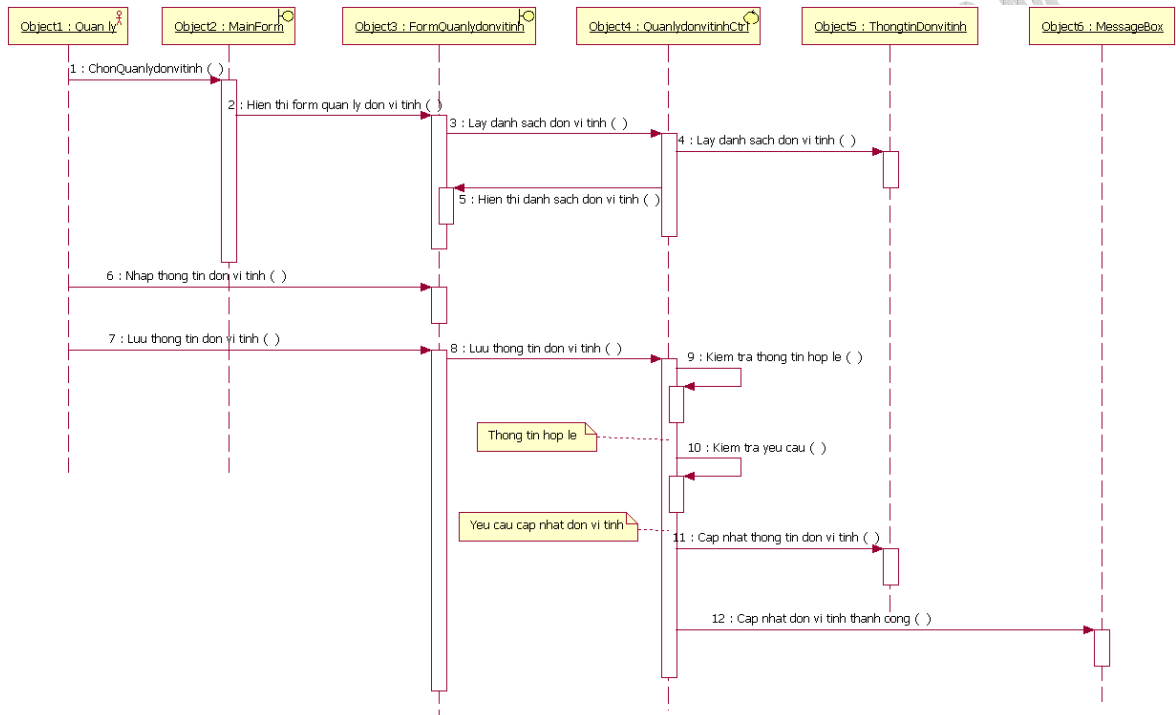 Object1 : Quan ly
Object2 : MainForm
Object3 : FormQuanlydonvitinh
Object4 : QuanlydonvitinhCtrl
Object5 : ThongtinDonvitinh
Object6 : MessageBox
1 : ChonQuanlydonvitinh ( )
2 : Hien thi form quan ly don vi tinh ( )
3 : Lay danh sach don vi tinh ( )
4 : Lay danh sach don vi tinh ( )
5 : Hien thi danh sach don vi tinh ( )
6 : Nhap thong tin don vi tinh ( )
7 : Luu thong tin don vi tinh ( )
8 : Luu thong tin don vi tinh ( )
9 : Kiem tra thong tin hop le ( )
Thong tin hop le
10 : Kiem tra yeu cau ( )
Yeu cau cap nhat don vi tinh
11 : Cap nhat thong tin don vi tinh ( )
12 : Cap nhat don vi tinh thanh cong ( )